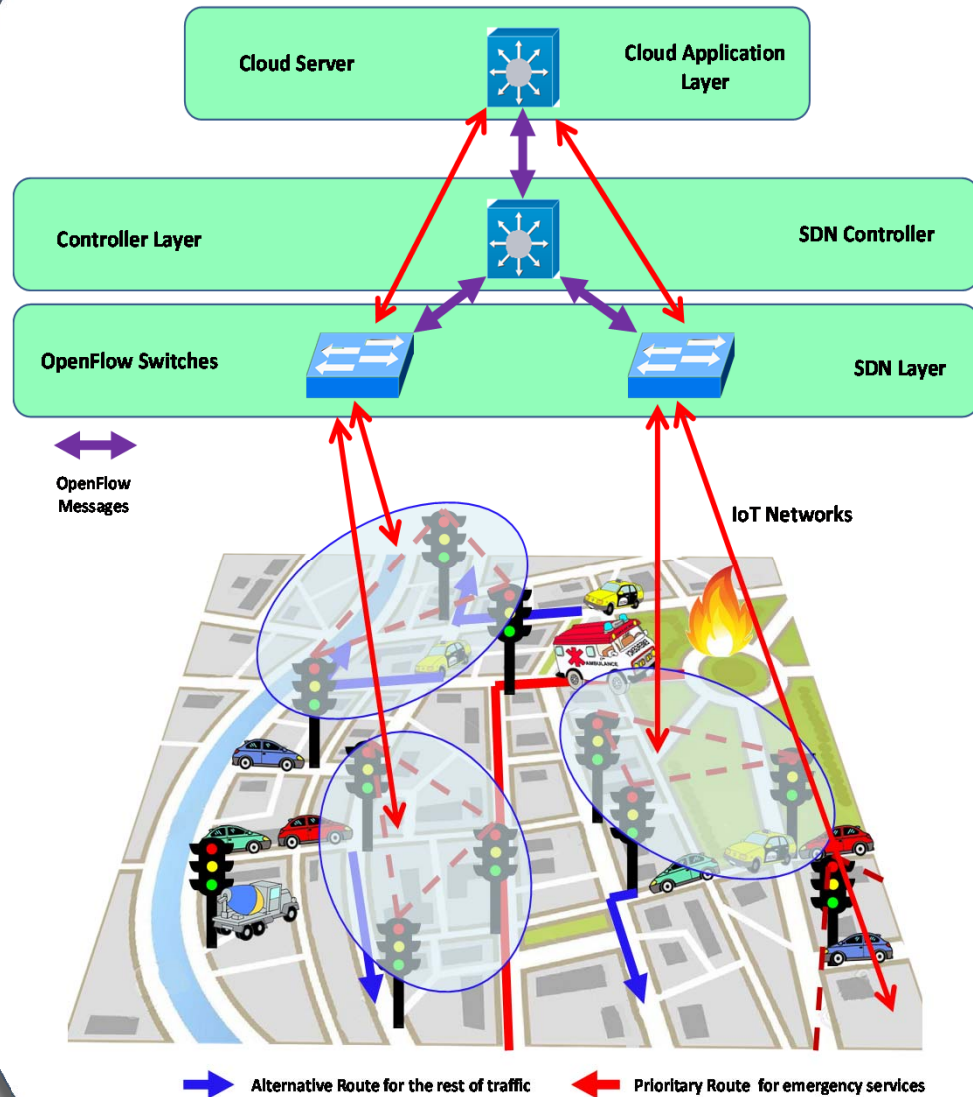 Cloud Server
Cloud Application
Layer
Controller Layer
SDN Controller
OpenFlow Switches
SDN Layer
OpenFlow
Messages
IoT Networks
AMBULANCE
Alternative Route for the rest of traffic
Prioritary Route for emergency services